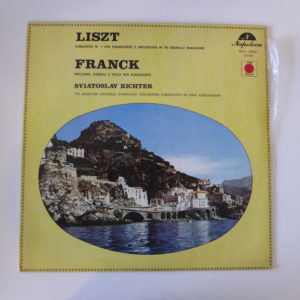 LISZT
CONCERTO N. 1 PER PIANOFORTE E ORCHESTRA IN MI BEMOLLE MAGGIORE
FRANCK
PRELUDIO, CORALE E FUGA PER PIANOFORTE
SVIATOSLAV RICHTER
THE MOSCOW NATIONAL SYMPHONY ORCHESTRA CONDUCTED BY KIRIL KONDRASHIN
Napoleon